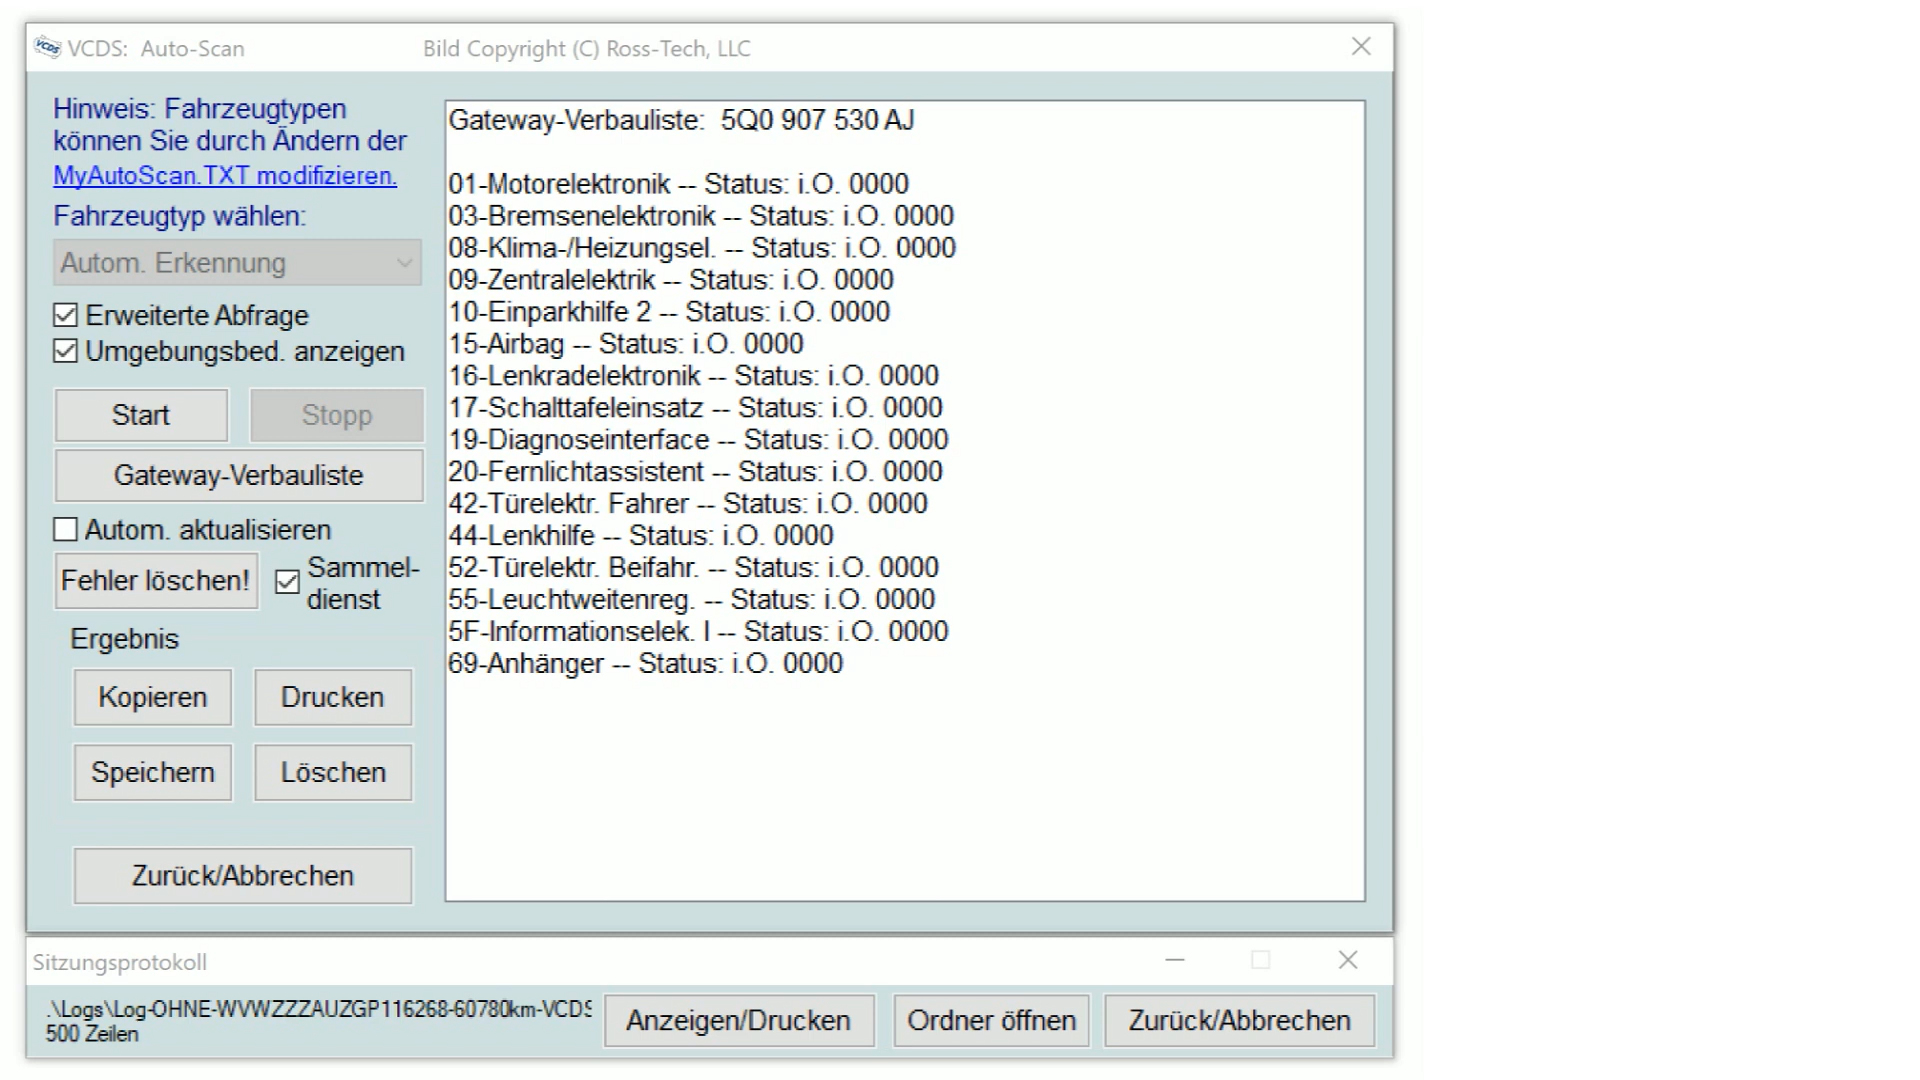 VCDS: Auto-Scan Bild Copyright (C) Ross-Tech, LLC
Hinweis: Fahrzeugtypen
können Sie durch Ändern der
MyAutoScan.TXT modifizieren.
Fahrzeugtyp wählen:
Autom. Erkennung
Erweiterte Abfrage
Umgebungsbed. anzeigen
Start Stopp
Gateway-Verbauliste
Autom. aktualisieren
Fehler löschen! Sammel-
dienst
Ergebnis
Kopieren Drucken
Speichern Löschen
Zurück/Abbrechen
Gateway-Verbauliste: 5Q0 907 530 AJ
01-Motorelektronik -- Status: i.O. 0000
03-Bremsenelektronik -- Status: i.O. 0000
08-Klima-/Heizungsel. -- Status: i.O. 0000
09-Zentralelektrik -- Status: i.O. 0000
10-Einparkhilfe 2 -- Status: i.O. 0000
15-Airbag -- Status: i.O. 0000
16-Lenkradelektronik -- Status: i.O. 0000
17-Schalttafeleinsatz -- Status: i.O. 0000
19-Diagnoseinterface -- Status: i.O. 0000
20-Fernlichtassistent -- Status: i.O. 0000
42-Türelektr. Fahrer -- Status: i.O. 0000
44-Lenkhilfe -- Status: i.O. 0000
52-Türelektr. Beifahr. -- Status: i.O. 0000
55-Leuchtweitenreg. -- Status: i.O. 0000
5F-Informationselek. I -- Status: i.O. 0000
69-Anhänger -- Status: i.O. 0000
Sitzungsprotokoll
.\Logs\Log-OHNE-WVWZZZAUZGP116268-60780km-VCDS
500 Zeilen
Anzeigen/Drucken Ordner öffnen Zurück/Abbrechen